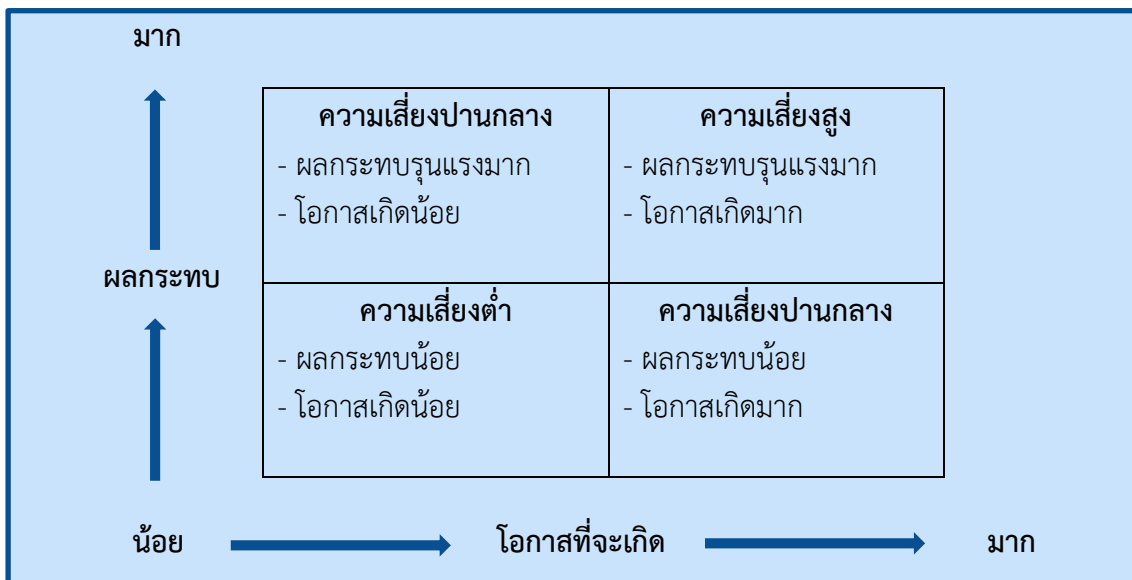 มาก
ความเสี่ยงปานกลาง
- ผลกระทบรุนแรงมาก
- โอกาสเกิดน้อย
ความเสี่ยงสูง
- ผลกระทบรุนแรงมาก
- โอกาสเกิดมาก
ผลกระทบ
ความเสี่ยงต่ำ
- ผลกระทบน้อย
- โอกาสเกิดน้อย
ความเสี่ยงปานกลาง
- ผลกระทบน้อย
- โอกาสเกิดมาก
น้อย
โอกาสที่จะเกิด
มาก